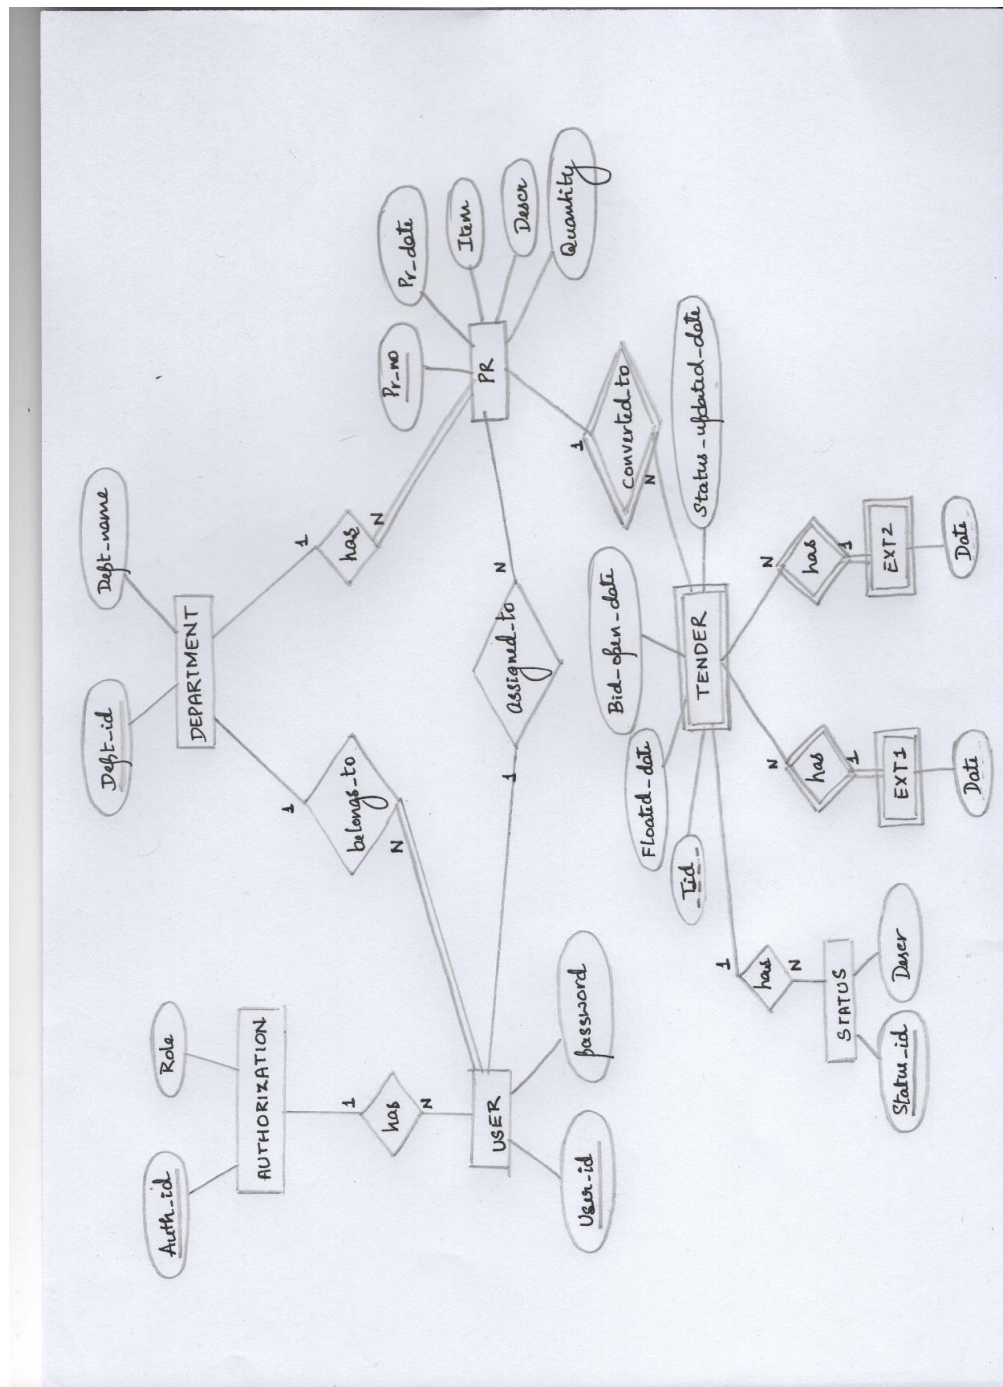 Auth_id
Role
AUTHORIZATION
1
has
N
USER
User-id
password
Dept-id
Dept-name
DEPARTMENT
1
belongs_to
N
1
has
N
Pr_no
Pr_date
Item
Descr
Quantity
PR
1
assigned_to
N
1
converted_to
N
Tid
Floated-date
Bid-open-date
Status-updated-date
TENDER
1
has
N
STATUS
Status_id
Descr
N
has
1
EXT1
Date
N
has
1
EXT2
Date